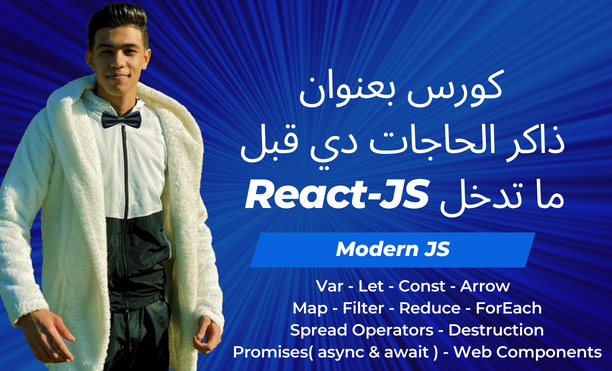 كورس بعنوان
ذاكر الحاجات دي قبل
ما تدخل React-JS
Modern JS
Var - Let - Const - Arrow
Map - Filter - Reduce - ForEach
Spread Operators - Destruction
Promises( async & await ) - Web Components